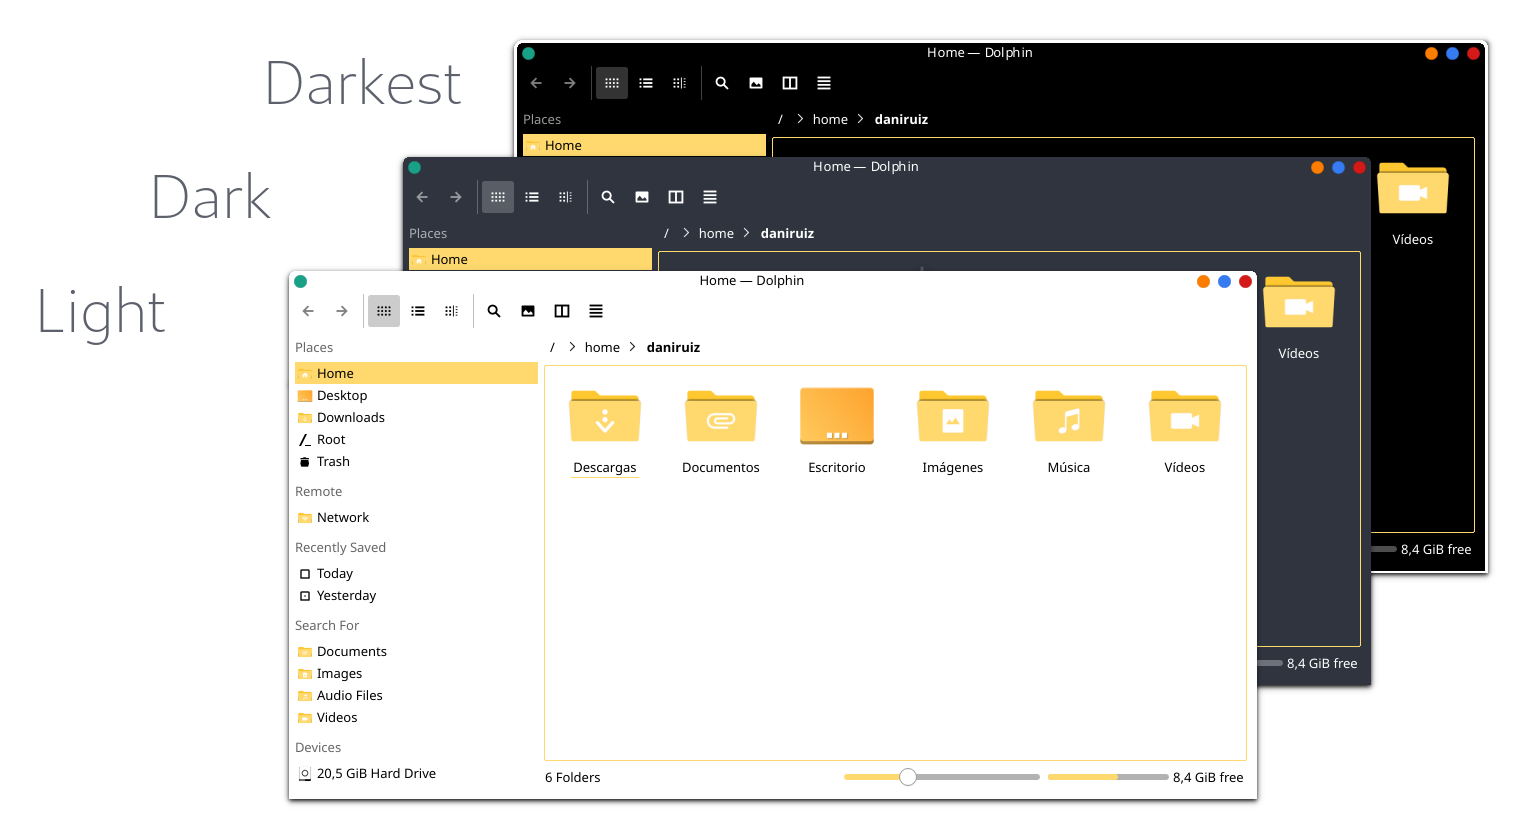 Darkest
Home — Dolphin
Places
/ > home > daniruiz
Home
Vídeos
8,4 GiB free
Dark
Home — Dolphin
Places
/ > home > daniruiz
Home
Vídeos
8,4 GiB free
Light
Home — Dolphin
Places
/ > home > daniruiz
Home
Desktop
Downloads
Root
Trash
Remote
Network
Recently Saved
Today
Yesterday
Search For
Documents
Images
Audio Files
Videos
Devices
20,5 GiB Hard Drive
Descargas
Documentos
Escritorio
Imágenes
Música
Vídeos
6 Folders
8,4 GiB free